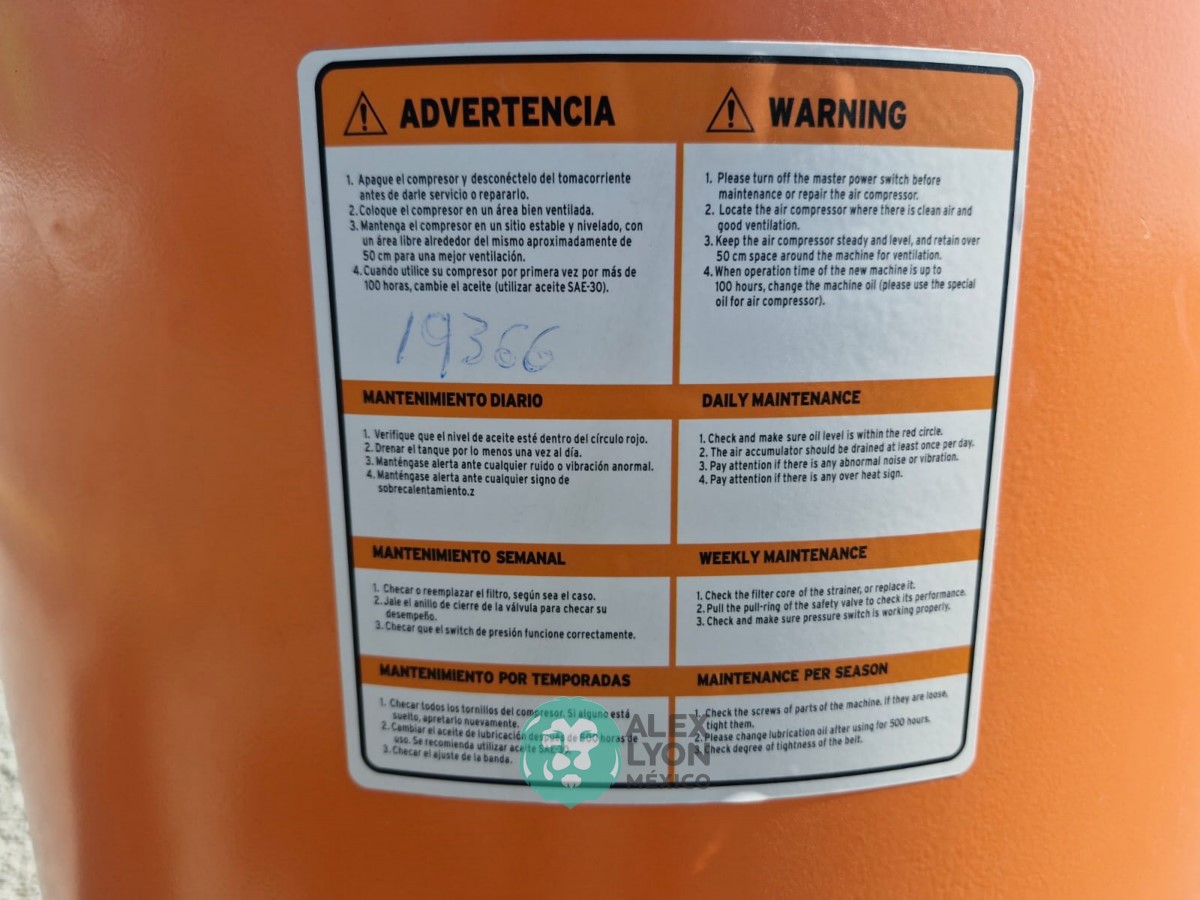 ADVERTENCIA
1. Apague el compresor y desconéctelo del tomacorriente
antes de darle servicio o repararlo.
2. Coloque el compresor en un área bien ventilada.
3. Mantenga el compresor en un sitio estable y nivelado, con
un área libre alrededor del mismo aproximadamente de
50 cm para una mejor ventilación.
4. Cuando utilice su compresor por primera vez por más de
100 horas, cambie el aceite (utilizar aceite SAE-30).
19366
WARNING
1. Please turn off the master power switch before
maintenance or repair the air compressor.
2. Locate the air compressor where there is clean air and
good ventilation.
3. Keep the air compressor steady and level, and retain over
50 cm space around the machine for ventilation.
4. When operation time of the new machine is up to
100 hours, change the machine oil (please use the special
oil for air compressor).
MANTENIMIENTO DIARIO
1. Verifique que el nivel de aceite esté dentro del círculo rojo.
2. Drenar el tanque por lo menos una vez al día.
3. Manténgase alerta ante cualquier ruido o vibración anormal.
4. Manténgase alerta ante cualquier signo de
sobrecalentamiento.z
DAILY MAINTENANCE
1. Check and make sure oil level is within the red circle.
2. The air accumulator should be drained at least once per day.
3. Pay attention if there is any abnormal noise or vibration.
4. Pay attention if there is any over heat sign.
MANTENIMIENTO SEMANAL
1. Checar o reemplazar el filtro, según sea el caso.
2. Jale el anillo de cierre de la válvula para checar su
desempeño.
3. Checar que el switch de presión funcione correctamente.
WEEKLY MAINTENANCE
1. Check the filter core of the strainer, or replace it.
2. Pull the pull-ring of the safety valve to check its performance.
3. Check and make sure pressure switch is working properly.
MANTENIMIENTO POR TEMPORADAS
1. Checar todos los tornillos del compresor. Si alguno está
suelto, apretarlo nuevamente.
2. Cambiar el aceite de lubricación después de 500 horas de
uso. Se recomienda utilizar aceite
3. Checar el ajuste de la banda.
MAINTENANCE PER SEASON
1. Check the screws of parts of the machine. If they are loose,
tight them.
2. Please change lubrication oil after using for 500 hours.
3. Check degree of tightness of the belt.
ALEX
LYON
MÉXICO